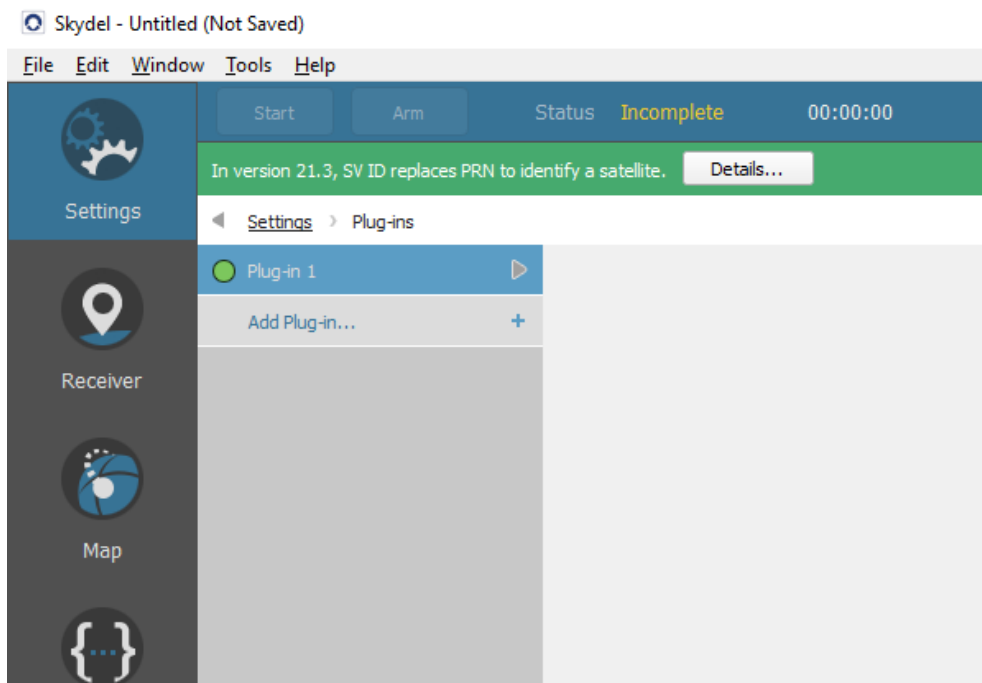 Skydel - Untitled (Not Saved)
File Edit Window Tools Help
Start Arm Status Incomplete 00:00:00
In version 21.3, SV ID replaces PRN to identify a satellite. Details...
Settings
Settings > Plug-ins
Plug-in 1
Add Plug-in... +
Receiver
Map
{...}